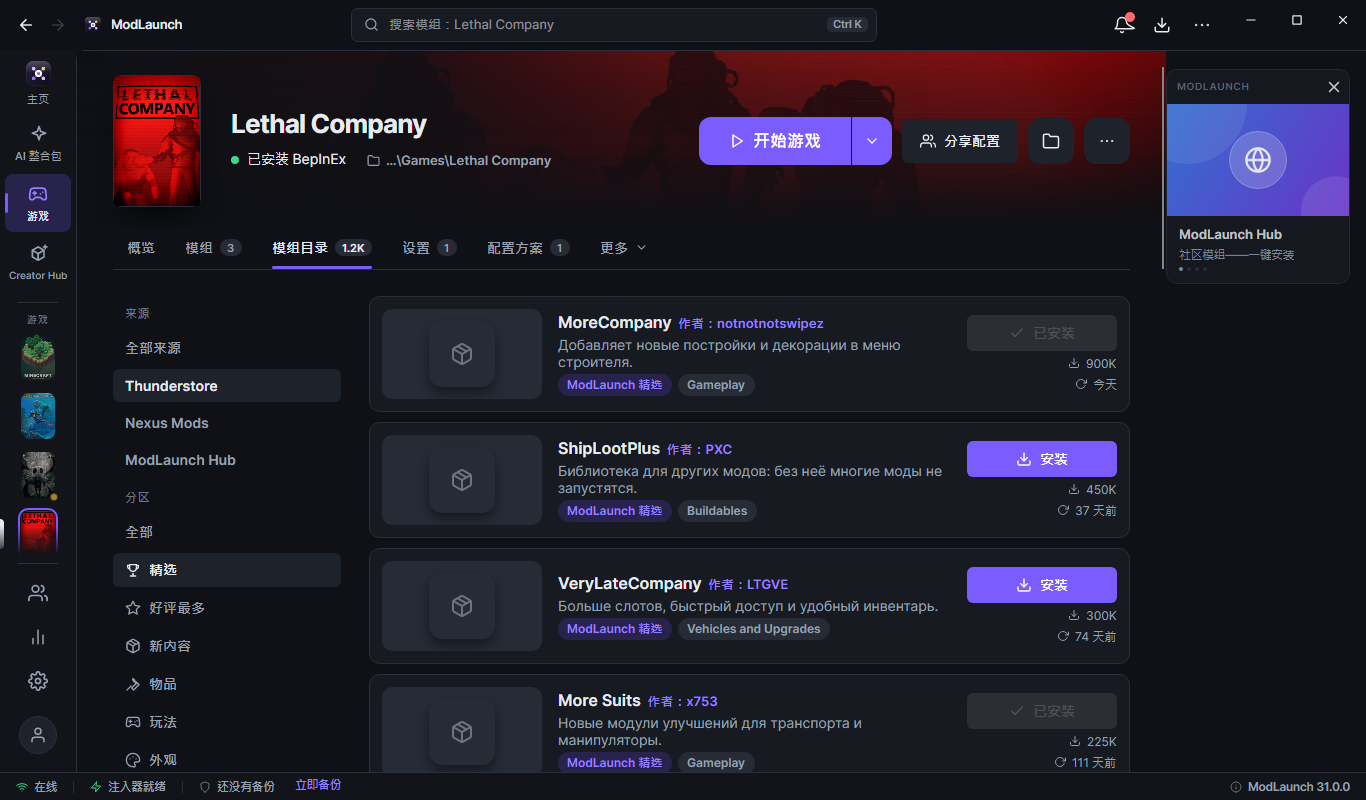 ModLaunch
搜索模组：Lethal Company
Ctrl K
主页
AI 整合包
游戏
Creator Hub
游戏
MINECRAFT
LETHAL COMPANY
LETHAL
COMPANY
Lethal Company
已安装 BepInEx
...\Games\Lethal Company
开始游戏
分享配置
概览
模组 3
模组目录 1.2K
设置 1
配置方案 1
更多
来源
全部来源
Thunderstore
Nexus Mods
ModLaunch Hub
分区
全部
精选
好评最多
新内容
物品
玩法
外观
MoreCompany 作者：notnotnotswipez
Добавляет новые постройки и декорации в меню
строителя.
ModLaunch 精选 Gameplay
已安装
900K
今天
ShipLootPlus 作者：PXC
Библиотека для других модов: без неё многие моды не
запустятся.
ModLaunch 精选 Buildables
安装
450K
37 天前
VeryLateCompany 作者：LTGVE
Больше слотов, быстрый доступ и удобный инвентарь.
ModLaunch 精选 Vehicles and Upgrades
安装
300K
74 天前
More Suits 作者：x753
Новые модули улучшений для транспорта и
манипуляторы.
ModLaunch 精选 Gameplay
已安装
225K
111 天前
MODLAUNCH
ModLaunch Hub
社区模组——一键安装
在线
注入器就绪
还没有备份
立即备份
ModLaunch 31.0.0